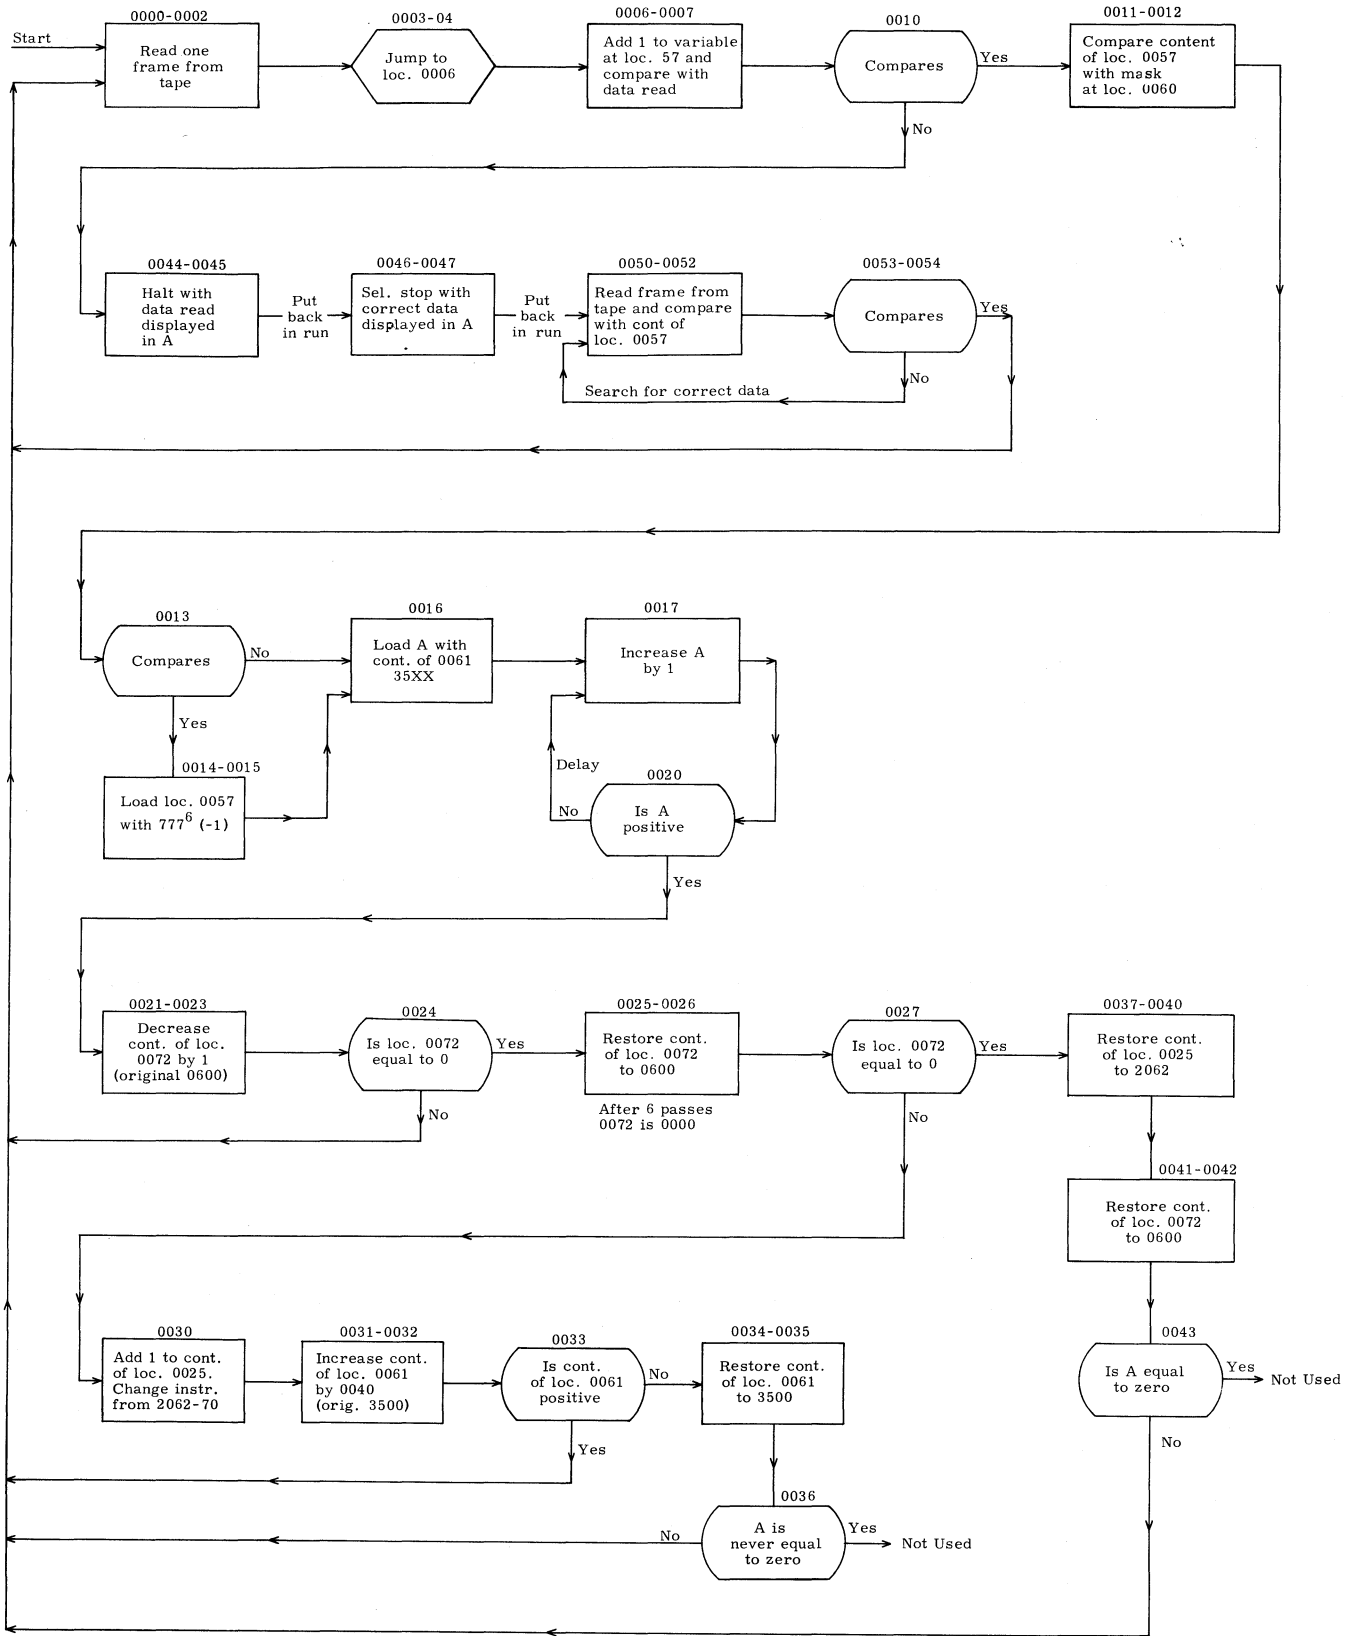 Start
0000-0002
Read one
frame from
tape
0003-04
Jump to
loc. 0006
0006-0007
Add 1 to variable
at loc. 57 and
compare with
data read
0010
Compares
Yes
No
0011-0012
Compare content
of loc. 0057
with mask
at loc. 0060
0044-0045
Halt with
data read
displayed
in A
Put
back
in run
0046-0047
Sel. stop with
correct data
displayed in A
Put
back
in run
0050-0052
Read frame from
tape and compare
with cont of
loc. 0057
0053-0054
Compares
Yes
No
Search for correct data
0013
Compares
No
Yes
0014-0015
Load loc. 0057
with 777⁶ (-1)
0016
Load A with
cont. of 0061
35XX
0017
Increase A
by 1
Delay
0020
Is A
positive
No
Yes
0021-0023
Decrease
cont. of loc.
0072 by 1
(original 0600)
0024
Is loc. 0072
equal to 0
Yes
No
0025-0026
Restore cont.
of loc. 0072
to 0600
After 6 passes
0072 is 0000
0027
Is loc. 0072
equal to 0
Yes
No
0037-0040
Restore cont.
of loc. 0025
to 2062
0041-0042
Restore cont.
of loc. 0072
to 0600
0043
Is A equal
to zero
Yes
Not Used
No
0030
Add 1 to cont.
of loc. 0025.
Change instr.
from 2062-70
0031-0032
Increase cont.
of loc. 0061
by 0040
(orig. 3500)
0033
Is cont.
of loc. 0061
positive
No
Yes
0034-0035
Restore cont.
of loc. 0061
to 3500
0036
A is
never equal
to zero
No
Yes
Not Used